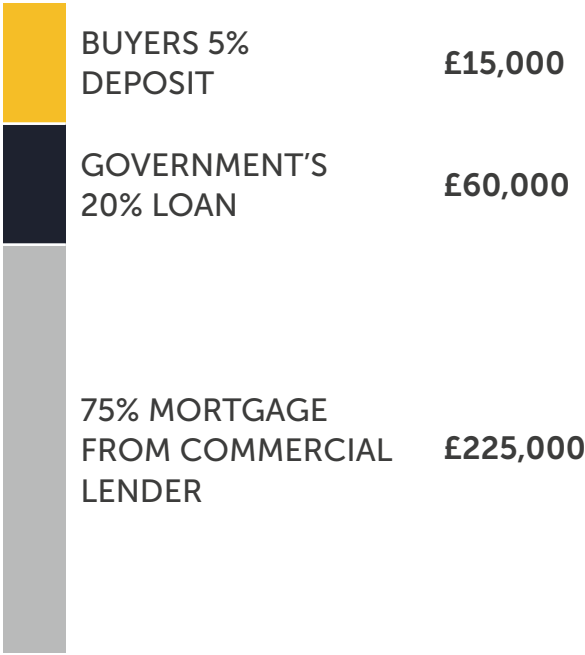 BUYERS 5%
DEPOSIT
£15,000
GOVERNMENT'S
20% LOAN
£60,000
75% MORTGAGE
FROM COMMERCIAL
LENDER
£225,000